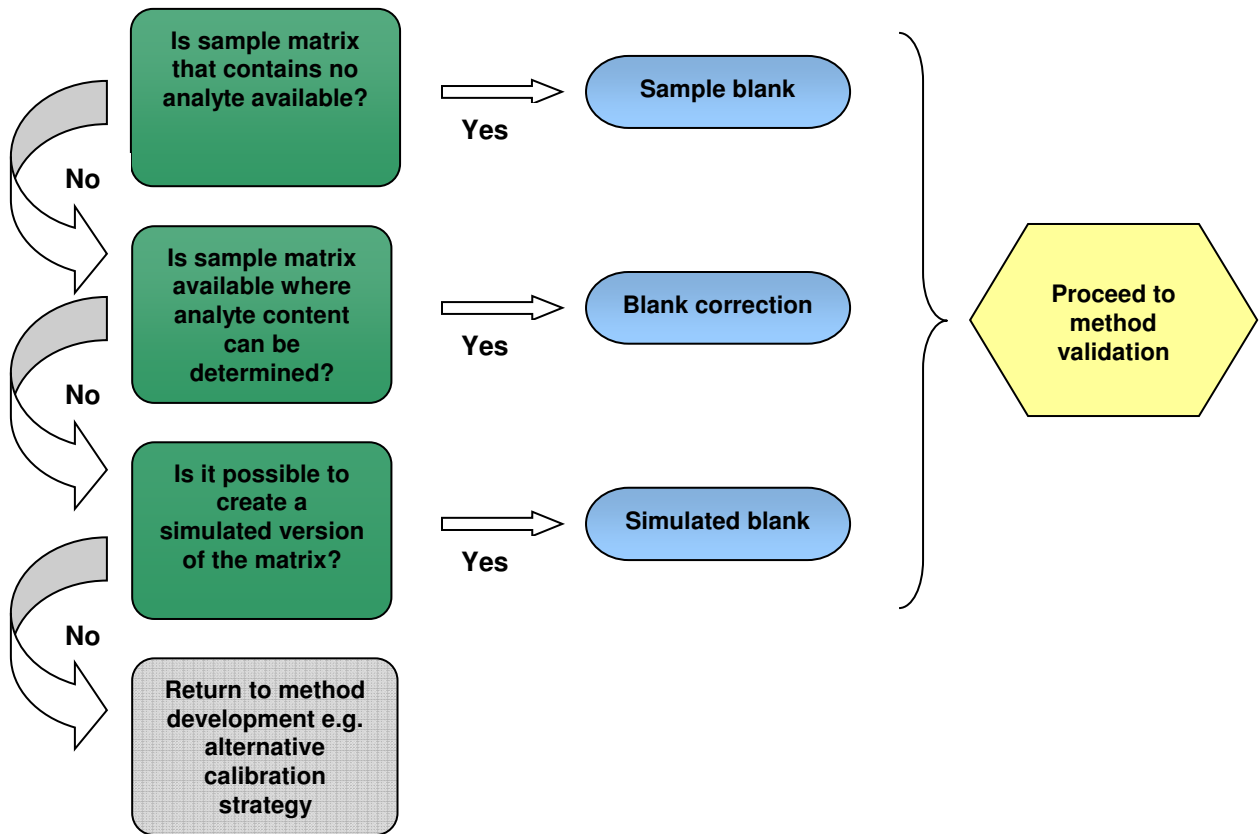 Is sample matrix
that contains no
analyte available?
Yes
Sample blank
No
Is sample matrix
available where
analyte content
can be
determined?
Yes
Blank correction
Proceed to
method
validation
No
Is it possible to
create a
simulated version
of the matrix?
Yes
Simulated blank
No
Return to method
development e.g.
alternative
calibration
strategy